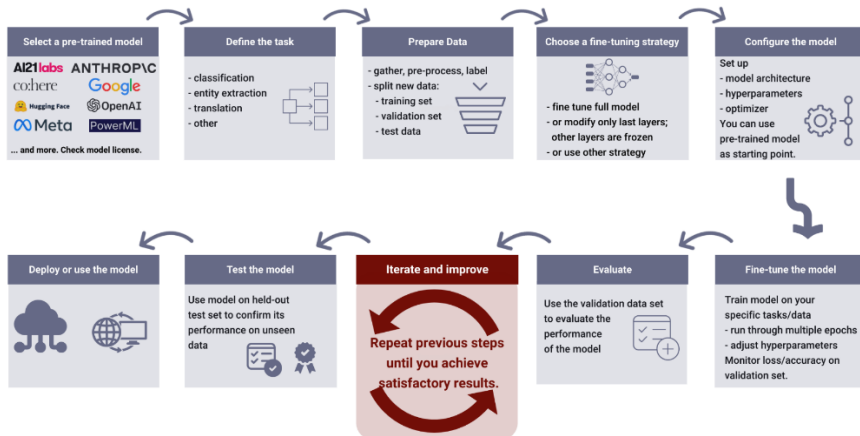 Select a pre-trained model
AI21labs ANTHROP\C
co:here Google
Hugging Face OpenAI
Meta PowerML
... and more. Check model license.
Define the task
- classification
- entity extraction
- translation
- other
Prepare Data
- gather, pre-process, label
- split new data:
- training set
- validation set
- test data
Choose a fine-tuning strategy
- fine tune full model
- or modify only last layers;
other layers are frozen
- or use other strategy
Configure the model
Set up
- model architecture
- hyperparameters
- optimizer
You can use
pre-trained model
as starting point.
Fine-tune the model
Train model on your
specific tasks/data
- run through multiple epochs
- adjust hyperparameters
Monitor loss/accuracy on
validation set.
Evaluate
Use the validation data set
to evaluate the
performance
of the model
Iterate and improve
Repeat previous steps
until you achieve
satisfactory results.
Test the model
Use model on held-out
test set to confirm its
performance on unseen
data
Deploy or use the model